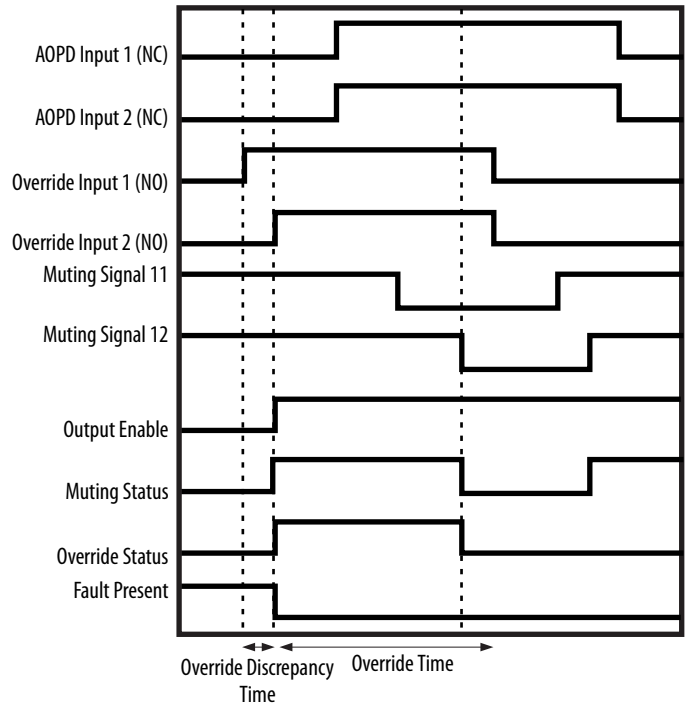 AOPD Input 1 (NC)
AOPD Input 2 (NC)
Override Input 1 (NO)
Override Input 2 (NO)
Muting Signal 11
Muting Signal 12
Output Enable
Muting Status
Override Status
Fault Present
Override Discrepancy
Time
Override Time